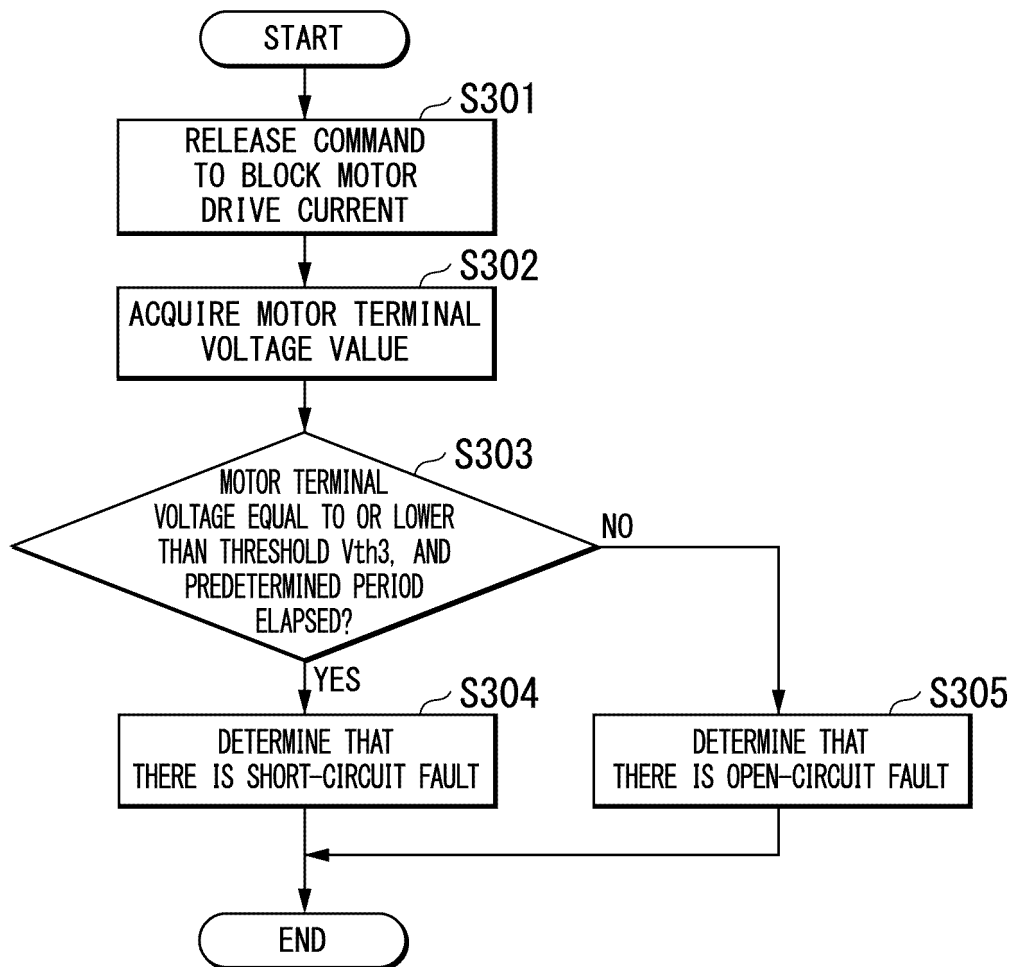 START
S301
RELEASE COMMAND
TO BLOCK MOTOR
DRIVE CURRENT
S302
ACQUIRE MOTOR TERMINAL
VOLTAGE VALUE
S303
MOTOR TERMINAL
VOLTAGE EQUAL TO OR LOWER
THAN THRESHOLD Vth3, AND
PREDETERMINED PERIOD
ELAPSED?
NO
YES
S304
DETERMINE THAT
THERE IS SHORT-CIRCUIT FAULT
S305
DETERMINE THAT
THERE IS OPEN-CIRCUIT FAULT
END